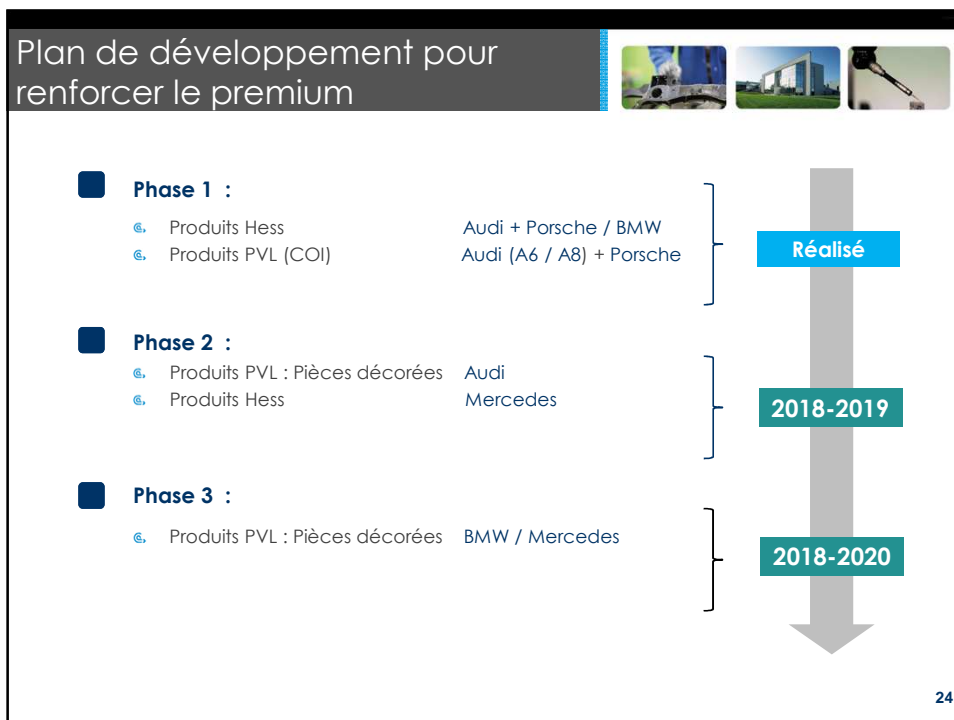 Plan de développement pour
renforcer le premium
Phase 1 :
Produits Hess Audi + Porsche / BMW
Produits PVL (COI) Audi (A6 / A8) + Porsche
Réalisé
Phase 2 :
Produits PVL : Pièces décorées Audi
Produits Hess Mercedes
2018-2019
Phase 3 :
Produits PVL : Pièces décorées BMW / Mercedes
2018-2020
24